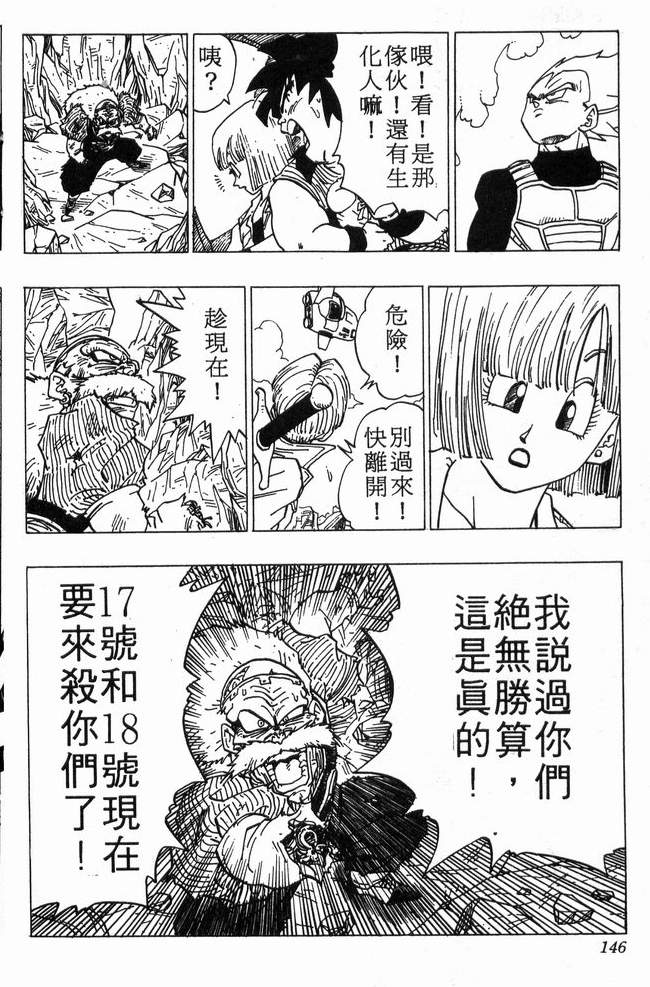 喂！看！是那
傢伙！還有生
化人嘛！
咦？
危險！
別過來！
快離開！
趁現在！
我說過你們
絕無勝算，
這是真的！
17號和18號現在
要來殺你們了！
146